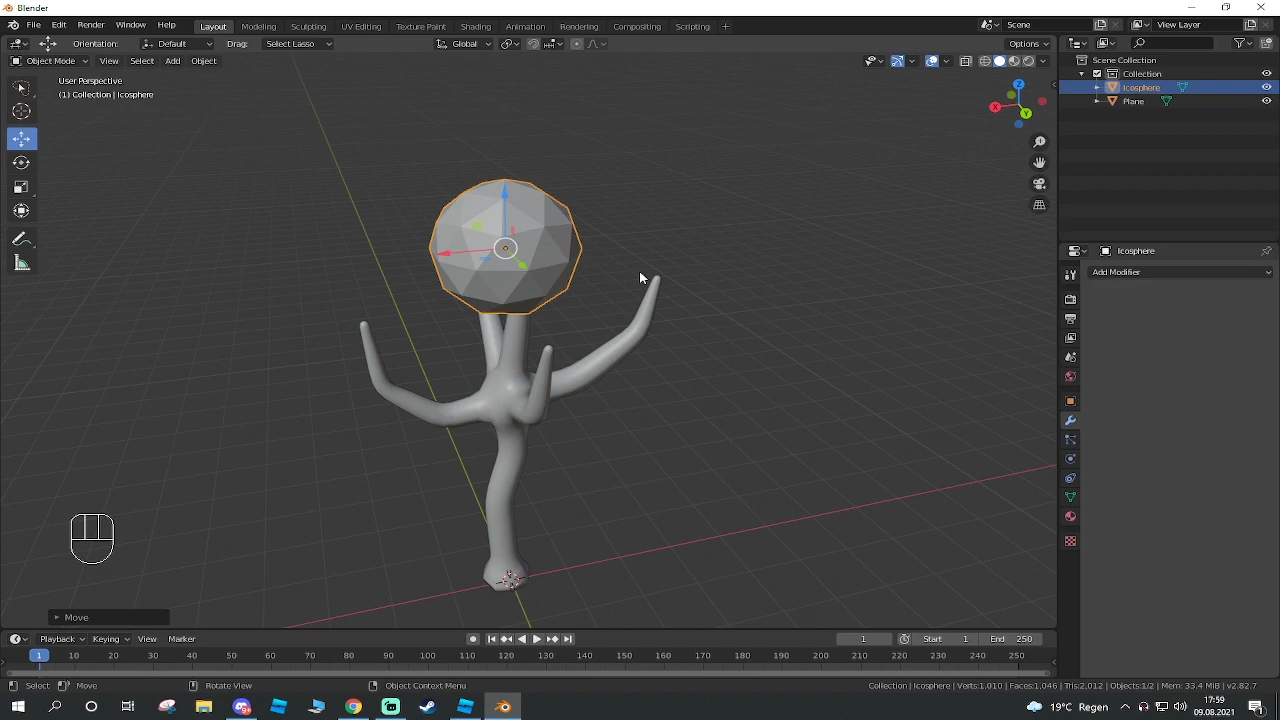 Blender
File Edit Render Window Help
Layout Modeling Sculpting UV Editing Texture Paint Shading Animation Rendering Compositing Scripting +
Scene
View Layer
Orientation: Default Drag: Select Lasso
Global
Options
Object Mode View Select Add Object
User Perspective
(1) Collection | Icosphere
X
Y
Z
Scene Collection
Collection
Icosphere
Plane
Icosphere
Add Modifier
Move
Playback Keying View Marker
1
Start 1
End 250
1 10 20 30 40 50 60 70 80 90 100 110 120 130 140 150 160 170 180 190 200 210 220 230 240 250
Select Move Rotate View Object Context Menu
Collection | Icosphere | Verts:1,010 | Faces:1,046 | Tris:2,012 | Objects:1/2 | Mem: 33.4 MiB | v2.82.7
19°C Regen
17:59
09.08.2021